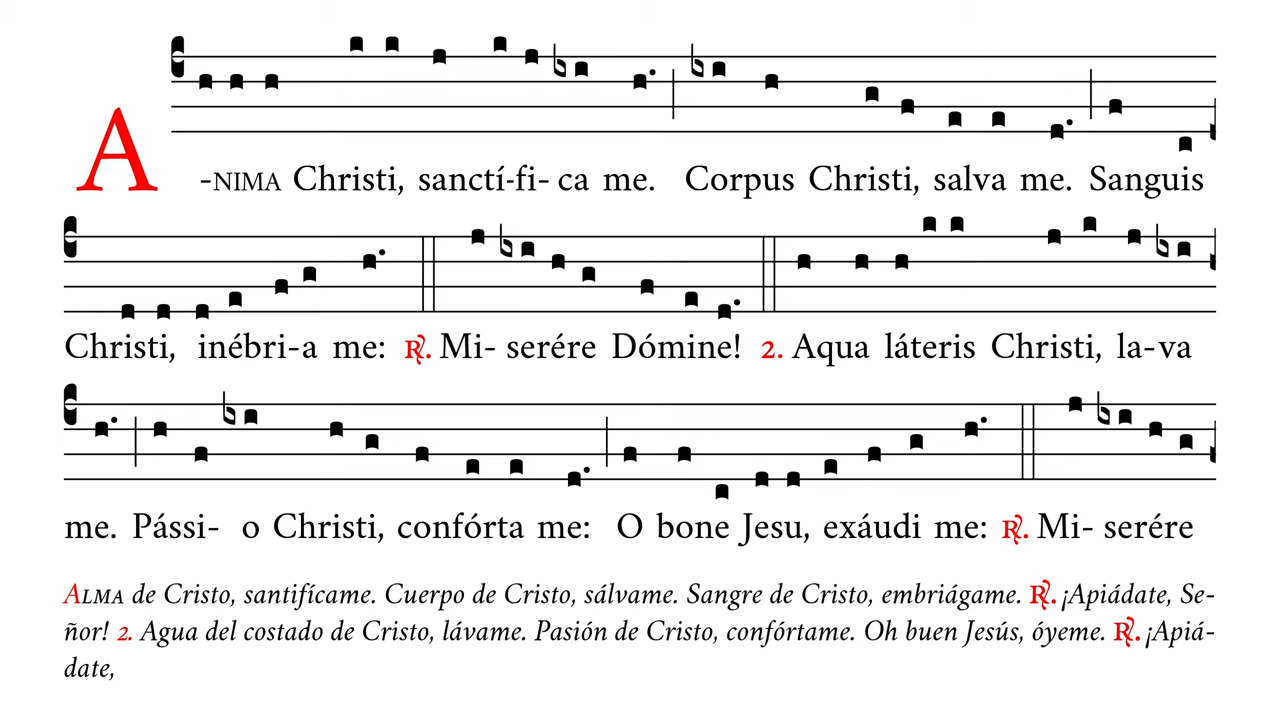 A-NIMA Christi, sanctí-fi-ca me. Corpus Christi, salva me. Sanguis
Christi, inébri-a me: ℟. Mi-serére Dómine! 2. Aqua láteris Christi, la-va
me. Pássi-o Christi, confórta me: O bone Jesu, exáudi me: ℟. Mi-serére
ALMA de Cristo, santifícame. Cuerpo de Cristo, sálvame. Sangre de Cristo, embriágame. ℟. ¡Apiádate, Se-
ñor! 2. Agua del costado de Cristo, lávame. Pasión de Cristo, confórtame. Oh buen Jesús, óyeme. ℟. ¡Apiá-
date,